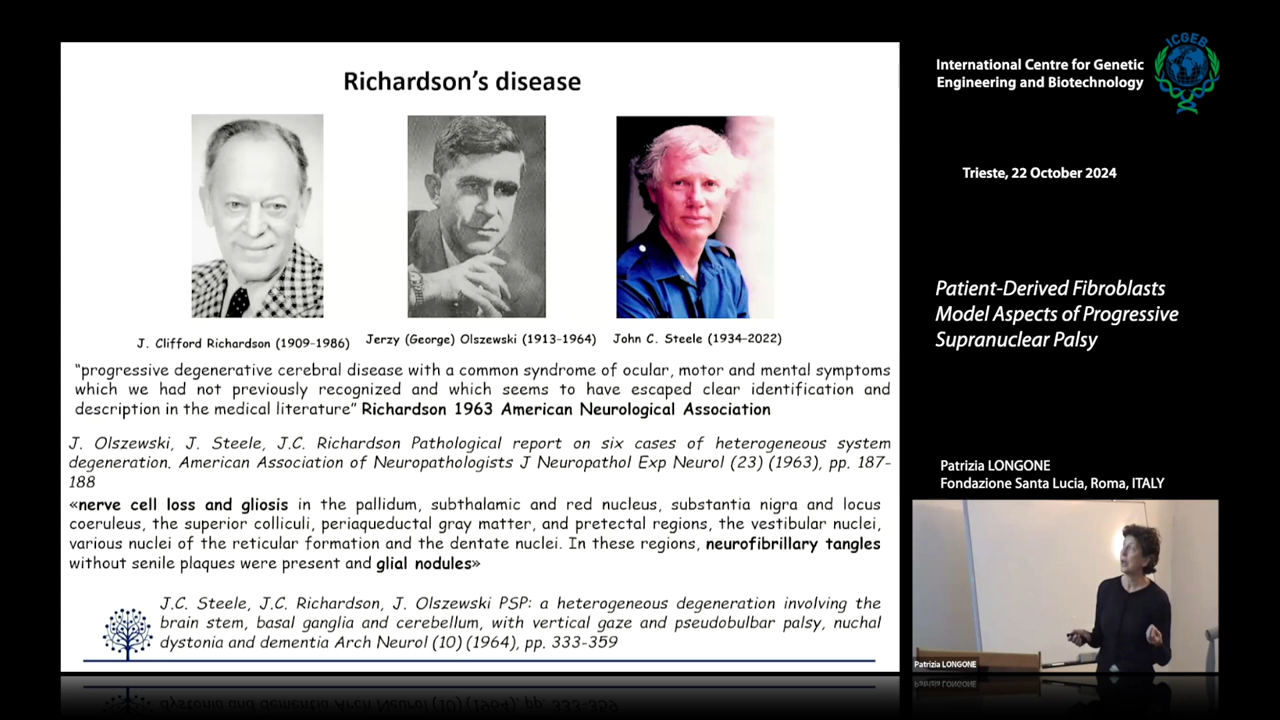 Richardson's disease
J. Clifford Richardson (1909-1986)
Jerzy (George) Olszewski (1913-1964)
John C. Steele (1934-2022)
"progressive degenerative cerebral disease with a common syndrome of ocular, motor and mental symptoms
which we had not previously recognized and which seems to have escaped clear identification and
description in the medical literature" Richardson 1963 American Neurological Association
J. Olszewski, J. Steele, J.C. Richardson Pathological report on six cases of heterogeneous system
degeneration. American Association of Neuropathologists J Neuropathol Exp Neurol (23) (1963), pp. 187-
188
«nerve cell loss and gliosis in the pallidum, subthalamic and red nucleus, substantia nigra and locus
coeruleus, the superior colliculi, periaqueductal gray matter, and pretectal regions, the vestibular nuclei,
various nuclei of the reticular formation and the dentate nuclei. In these regions, neurofibrillary tangles
without senile plaques were present and glial nodules»
J.C. Steele, J.C. Richardson, J. Olszewski PSP: a heterogeneous degeneration involving the
brain stem, basal ganglia and cerebellum, with vertical gaze and pseudobulbar palsy, nuchal
dystonia and dementia Arch Neurol (10) (1964), pp. 333-359
International Centre for Genetic
Engineering and Biotechnology
ICGEB
Trieste, 22 October 2024
Patient-Derived Fibroblasts
Model Aspects of Progressive
Supranuclear Palsy
Patrizia LONGONE
Fondazione Santa Lucia, Roma, ITALY
Patrizia LONGONE